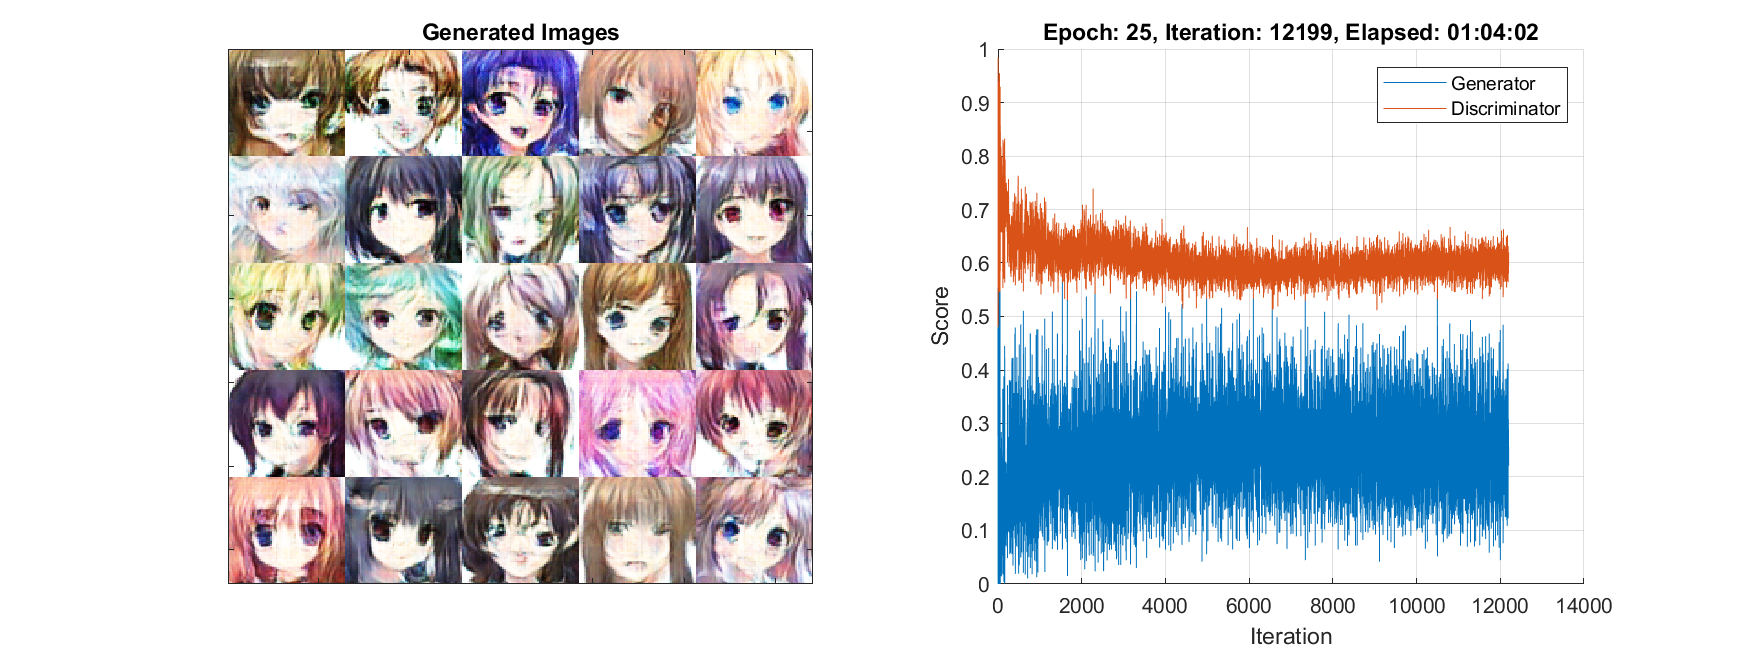 Generated Images
Epoch: 25, Iteration: 12199, Elapsed: 01:04:02
Generator
Discriminator
1
0.9
0.8
0.7
0.6
0.5
0.4
0.3
0.2
0.1
0
Score
0 2000 4000 6000 8000 10000 12000 14000
Iteration